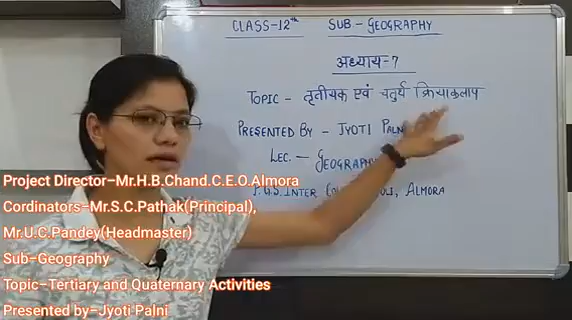 CLASS-12th SUB - GEOGRAPHY
अध्याय-7
TOPIC - तृतीयक एवं चतुर्थ क्रियाकलाप
PRESENTED BY - JYOTI PALNI
LEC. - GEOGRAPHY
INTER ALMORA
Project Director-Mr.H.B.Chand.C.E.O.Almora
Cordinators-Mr.S.C.Pathak(Principal),
Mr.U.C.Pandey(Headmaster)
Sub-Geography
Topic-Tertiary and Quaternary Activities
Presented by-Jyoti Palni